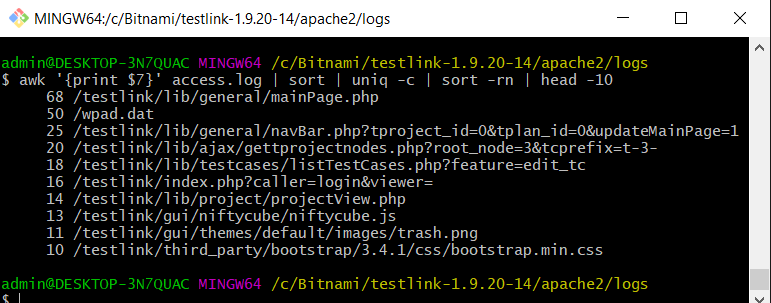 MINGW64:/c/Bitnami/testlink-1.9.20-14/apache2/logs
admin@DESKTOP-3N7QUAC MINGW64 /c/Bitnami/testlink-1.9.20-14/apache2/logs
$ awk '{print $7}' access.log | sort | uniq -c | sort -rn | head -10
68 /testlink/lib/general/mainPage.php
50 /wpad.dat
25 /testlink/lib/general/navBar.php?tproject_id=0&tplan_id=0&updateMainPage=1
20 /testlink/lib/ajax/gettprojectnodes.php?root_node=3&tcprefix=t-3-
18 /testlink/lib/testcases/listTestCases.php?feature=edit_tc
16 /testlink/index.php?caller=login&viewer=
14 /testlink/lib/project/projectView.php
13 /testlink/gui/niftycube/niftycube.js
11 /testlink/gui/themes/default/images/trash.png
10 /testlink/third_party/bootstrap/3.4.1/css/bootstrap.min.css
admin@DESKTOP-3N7QUAC MINGW64 /c/Bitnami/testlink-1.9.20-14/apache2/logs
$